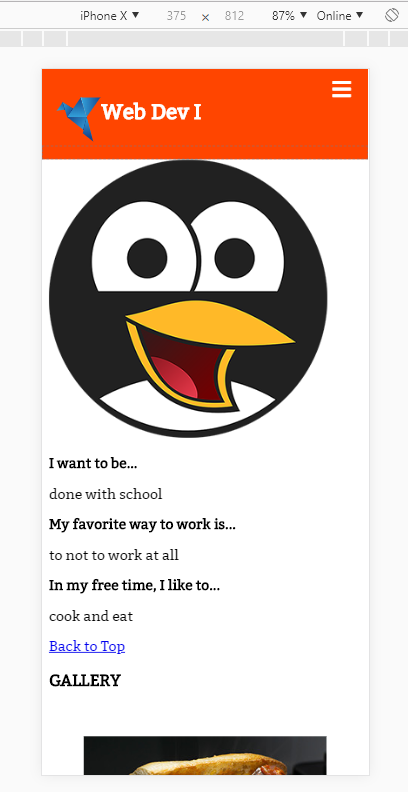 iPhone X ▼ 375 × 812 87% ▼ Online ▼
Web Dev I
I want to be...
done with school
My favorite way to work is...
to not to work at all
In my free time, I like to...
cook and eat
Back to Top
GALLERY